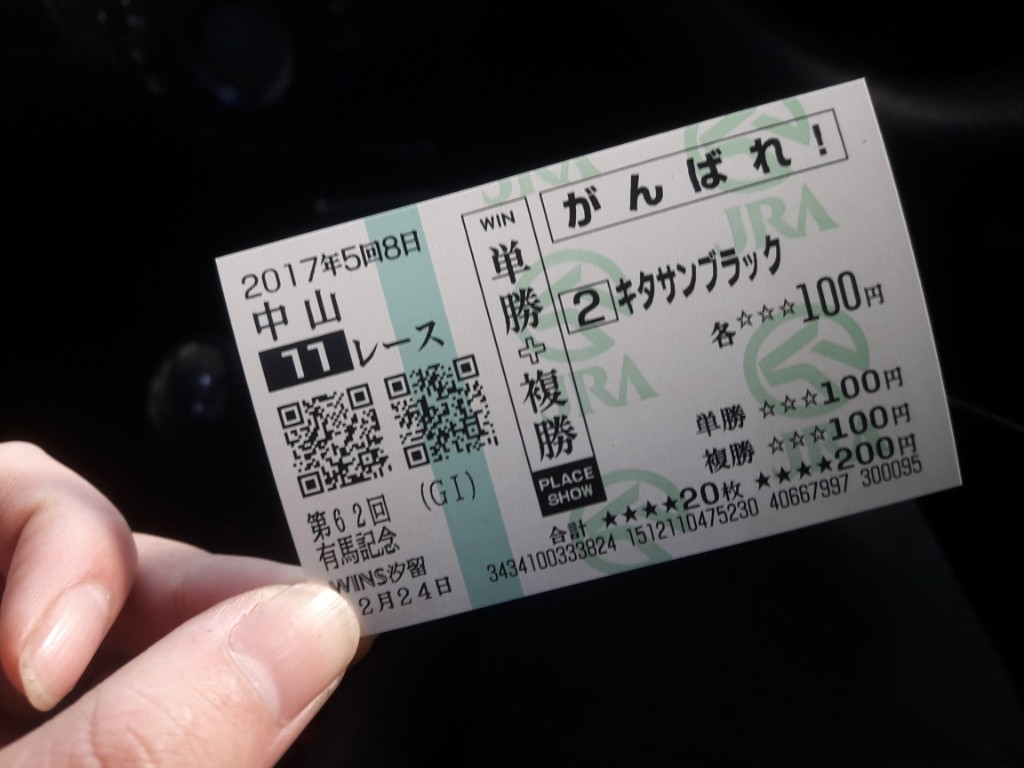 2017年5回8日
中山
11レース
(GI)
第62回
有馬記念
WINS汐留
2月24日
WIN
単勝+複勝
PLACE
SHOW
がんばれ!
2 キタサンブラック
各☆☆☆100円
単勝 ☆☆☆100円
複勝 ☆☆☆100円
合計 ★★★★20枚 ★★★★200円
3434100333824 1512110475230 40667997 300095
JRA
JRA
JRA